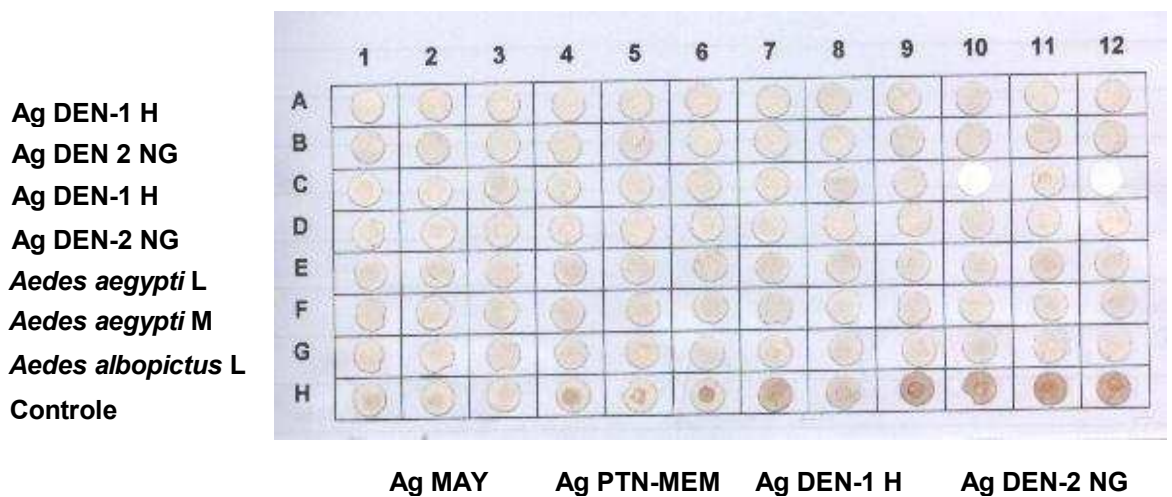 1 2 3 4 5 6 7 8 9 10 11 12
A
Ag DEN-1 H
B
Ag DEN 2 NG
C
Ag DEN-1 H
D
Ag DEN-2 NG
E
Aedes aegypti L
F
Aedes aegypti M
G
Aedes albopictus L
H
Controle
Ag MAY Ag PTN-MEM Ag DEN-1 H Ag DEN-2 NG